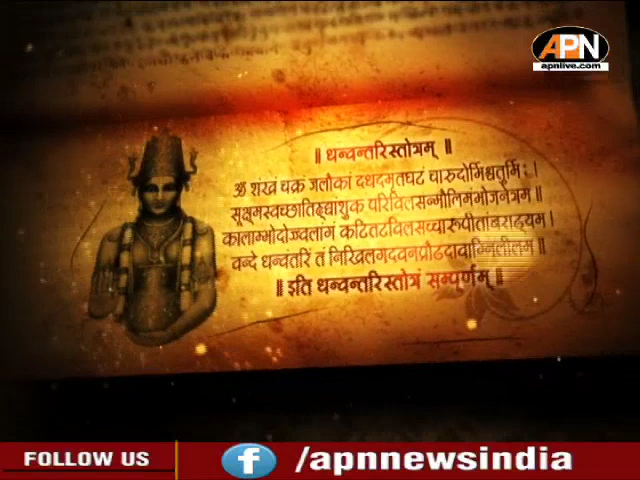 APN
apnlive.com
॥ धन्वन्तरिस्तोत्रम् ॥
ॐ शंखं चक्रं जलौकां दधदमृतघटं चारुदोर्भिश्चतुर्भिः ।
सूक्ष्मस्वच्छातिहृद्यांशुक परिविलसन्मौलिमंभोजनेत्रम ॥
कालाम्भोदोज्ज्वलांगं कटितटविलसच्चारूपीतांबराढ्यम ।
वन्दे धन्वंतरिं तं निखिलगदवनप्रौढदावाग्निलीलम ॥
॥ इति धन्वन्तरिस्तोत्रं सम्पूर्णम् ॥
FOLLOW US
f /apnnewsindia